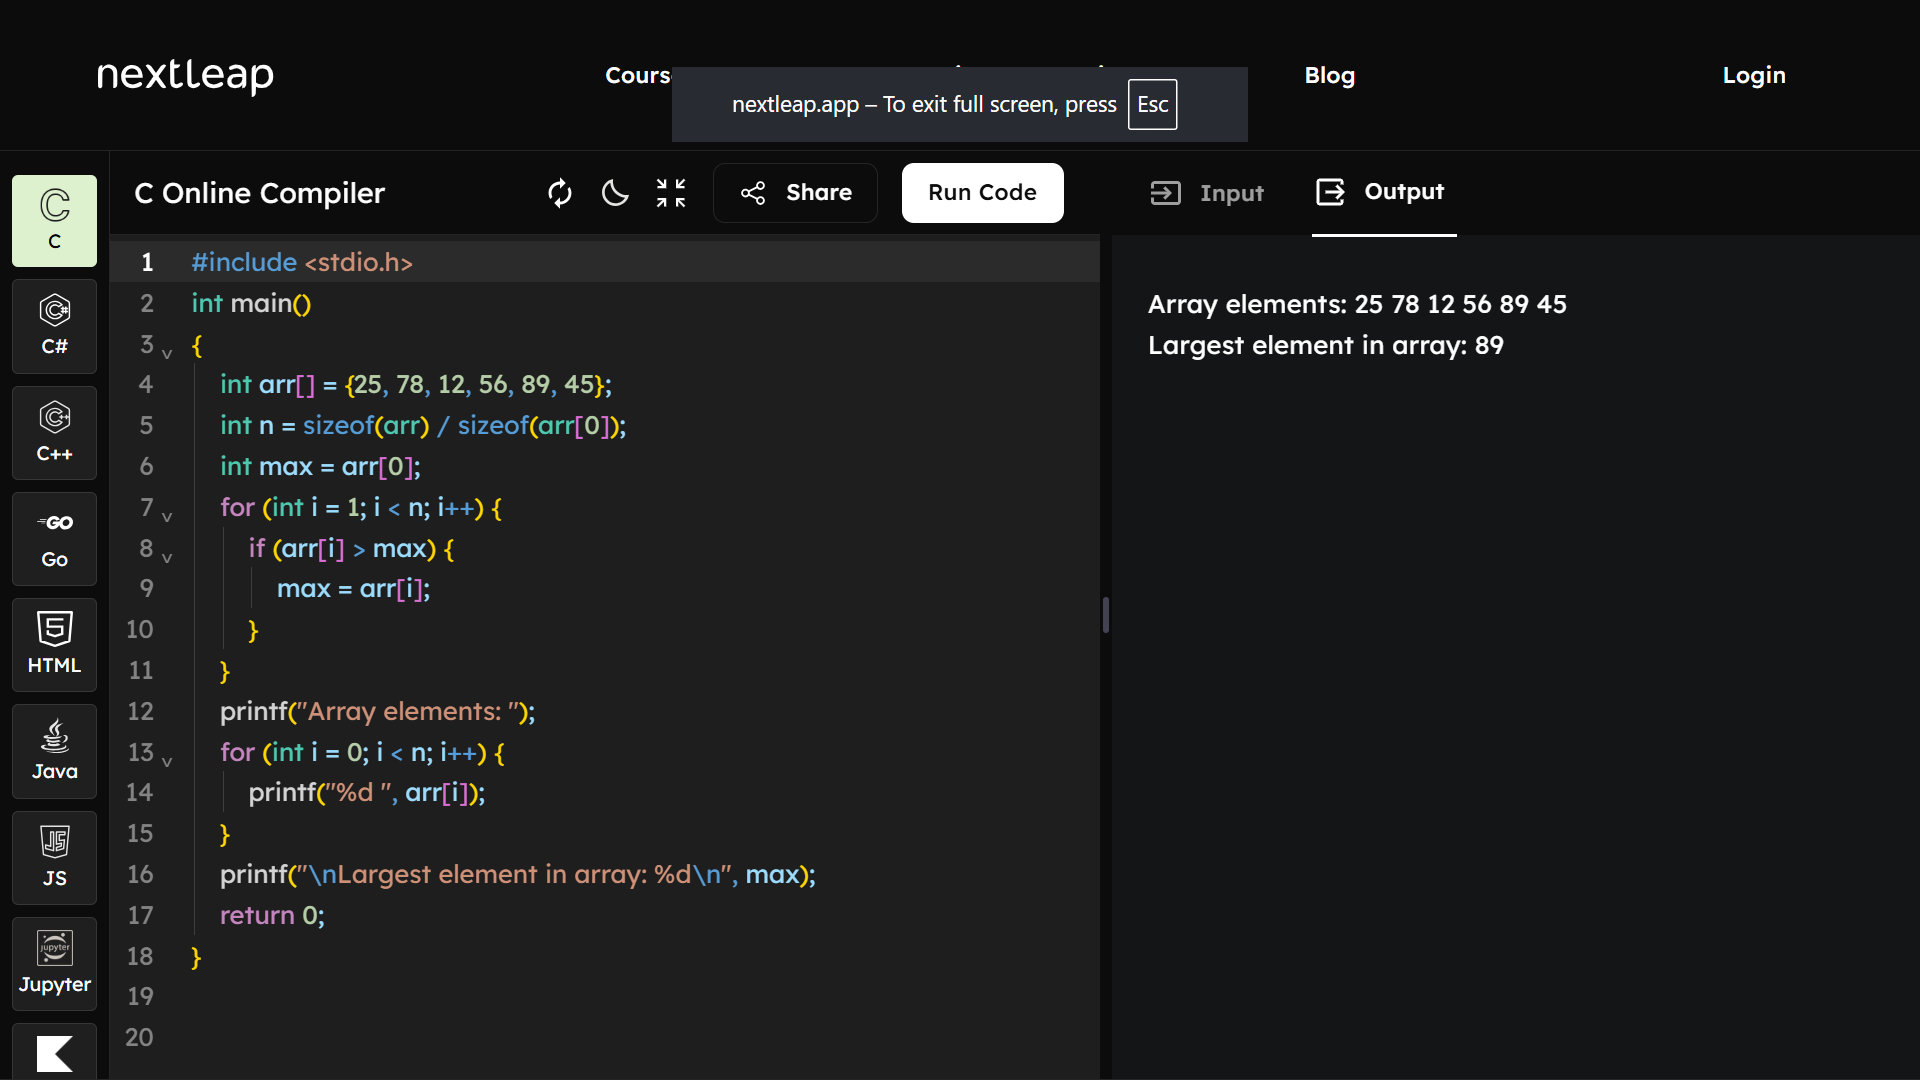 nextleap
Blog
Login
nextleap.app – To exit full screen, press Esc
C Online Compiler
Share
Run Code
Input
Output
C
C#
C++
GO
Go
HTML
Java
JS
jupyter
Jupyter
1 #include <stdio.h>
2 int main()
3 {
4 int arr[] = {25, 78, 12, 56, 89, 45};
5 int n = sizeof(arr) / sizeof(arr[0]);
6 int max = arr[0];
7 for (int i = 1; i < n; i++) {
8 if (arr[i] > max) {
9 max = arr[i];
10 }
11 }
12 printf("Array elements: ");
13 for (int i = 0; i < n; i++) {
14 printf("%d ", arr[i]);
15 }
16 printf("\nLargest element in array: %d\n", max);
17 return 0;
18 }
19
20
Array elements: 25 78 12 56 89 45
Largest element in array: 89